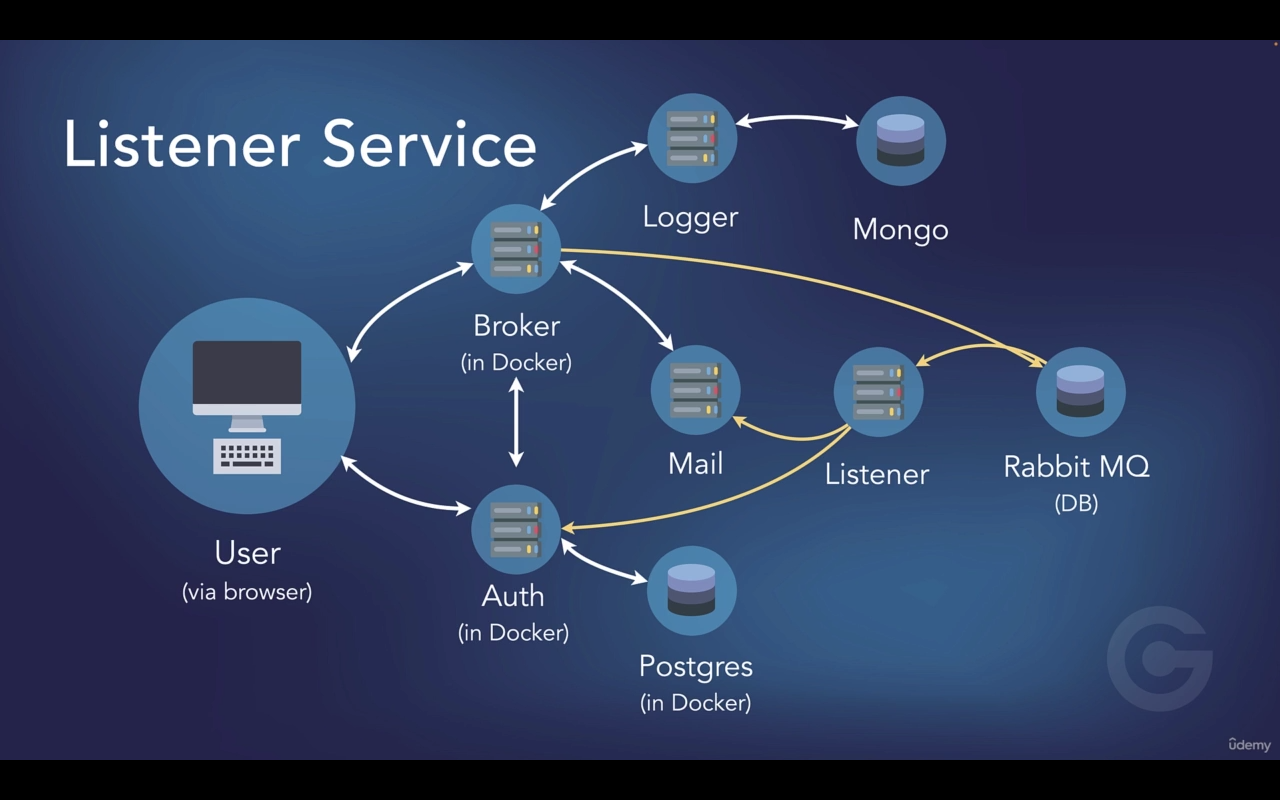 Listener Service
Logger
Mongo
Broker
(in Docker)
Mail
Listener
Rabbit MQ
(DB)
User
(via browser)
Auth
(in Docker)
Postgres
(in Docker)
ûdemy